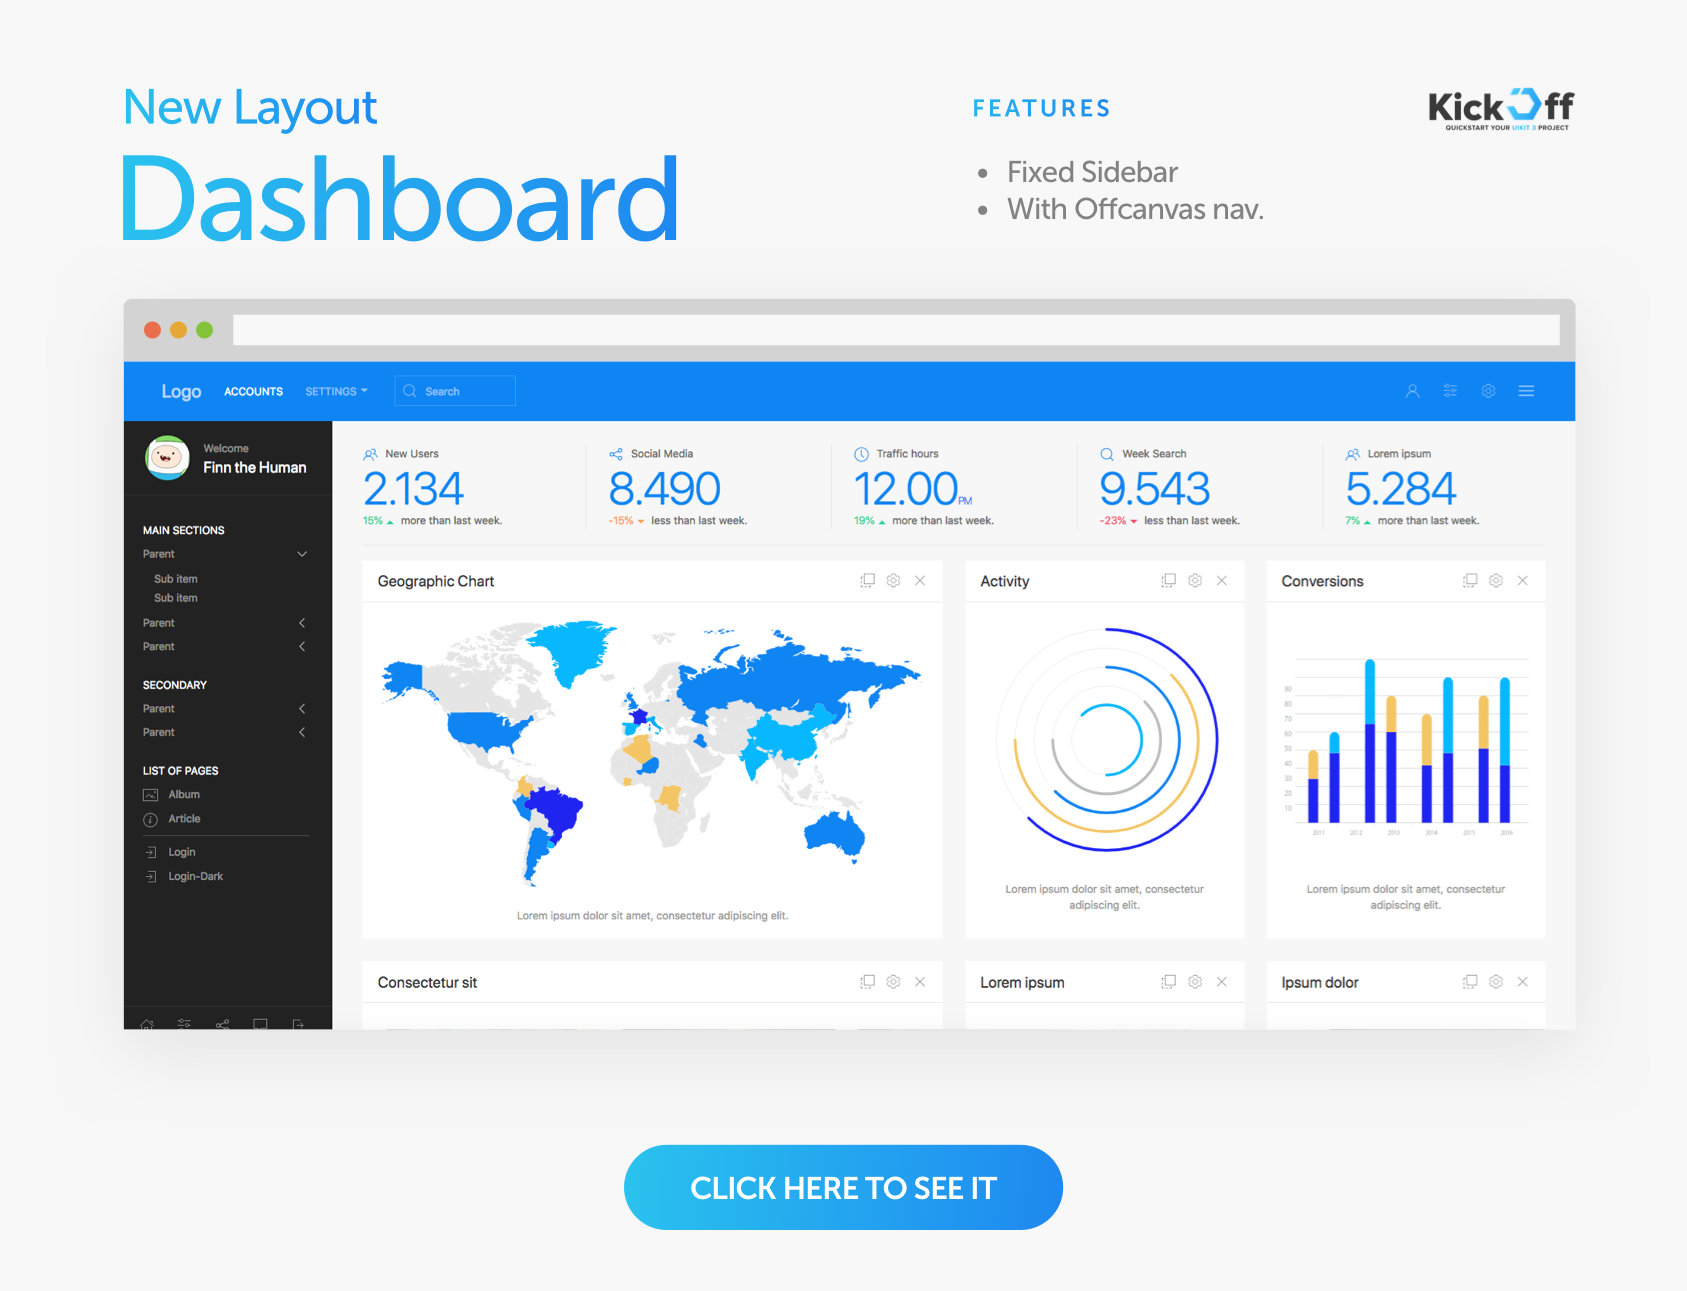 New Layout
Dashboard
FEATURES
• Fixed Sidebar
• With Offcanvas nav.
KickOff
QUICKSTART YOUR UIKIT 3 PROJECT
Logo
ACCOUNTS
SETTINGS
Search
Welcome
Finn the Human
MAIN SECTIONS
Parent
Sub item
Sub item
Parent
Parent
SECONDARY
Parent
Parent
LIST OF PAGES
Album
Article
Login
Login-Dark
New Users
2.134
15% more than last week.
Social Media
8.490
-15% less than last week.
Traffic hours
12.00 PM
19% more than last week.
Week Search
9.543
-23% less than last week.
Lorem ipsum
5.284
7% more than last week.
Geographic Chart
Lorem ipsum dolor sit amet, consectetur adipiscing elit.
Activity
Lorem ipsum dolor sit amet, consectetur
adipiscing elit.
Conversions
90
80
70
60
50
40
30
20
10
2011 2012 2013 2014 2015 2016
Lorem ipsum dolor sit amet, consectetur
adipiscing elit.
Consectetur sit
Lorem ipsum
Ipsum dolor
CLICK HERE TO SEE IT